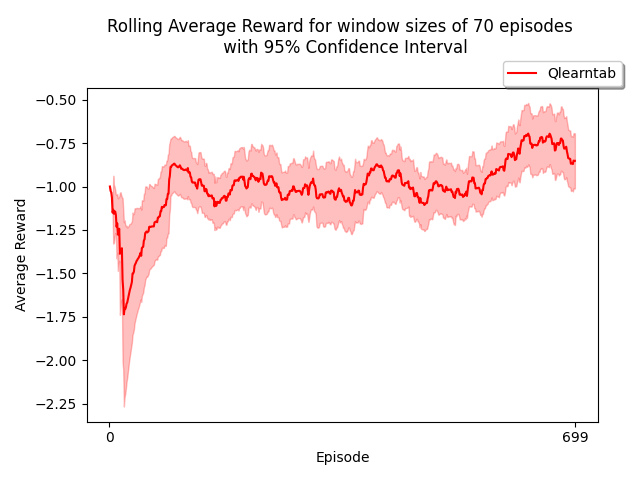 Rolling Average Reward for window sizes of 70 episodes
with 95% Confidence Interval
Qlearntab
−0.50
−0.75
−1.00
−1.25
−1.50
−1.75
−2.00
−2.25
Average Reward
0
699
Episode